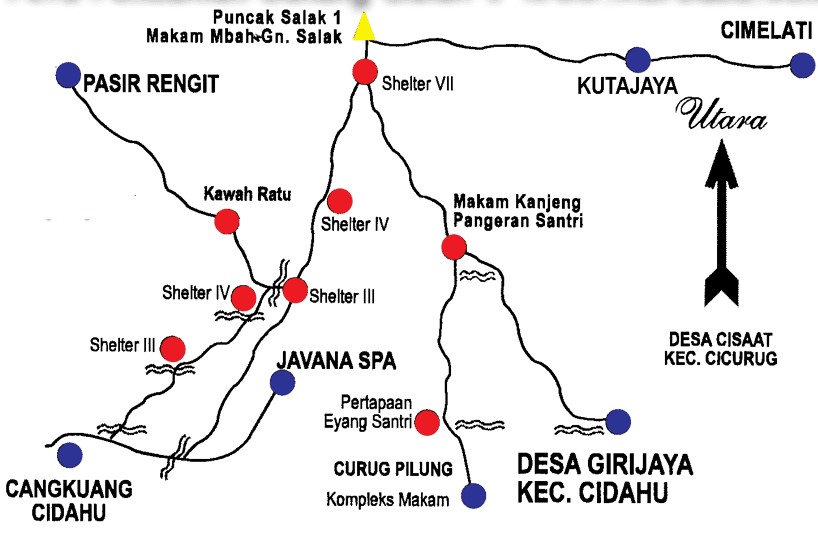 Puncak Salak 1
Makam Mbah Gn. Salak
CIMELATI
PASIR RENGIT
Shelter VII
KUTAJAYA
Utara
Kawah Ratu
Makam Kanjeng
Pangeran Santri
Shelter IV
Shelter IV
Shelter III
Shelter III
DESA CISAAT
KEC. CICURUG
JAVANA SPA
Pertapaan
Eyang Santri
CURUG PILUNG
Kompleks Makam
DESA GIRIJAYA
KEC. CIDAHU
CANGKUANG
CIDAHU